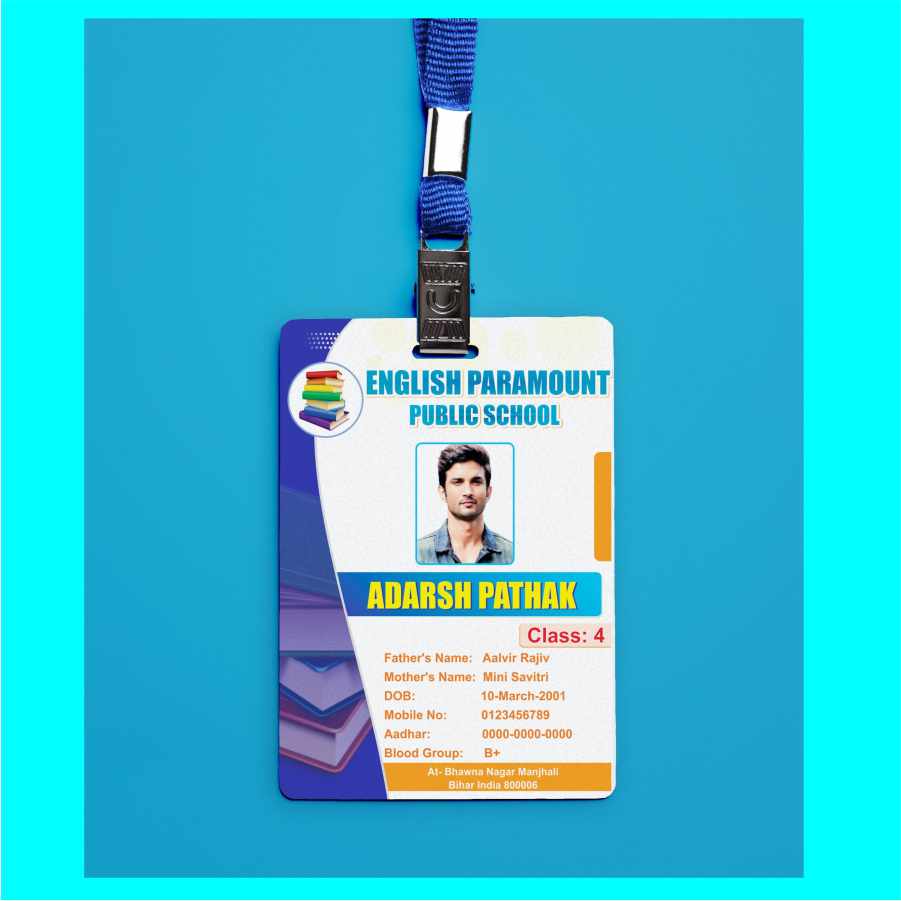 ENGLISH PARAMOUNT
PUBLIC SCHOOL
ADARSH PATHAK
Class: 4
Father's Name: Aalvir Rajiv
Mother's Name: Mini Savitri
DOB: 10-March-2001
Mobile No: 0123456789
Aadhar: 0000-0000-0000
Blood Group: B+
At- Bhawna Nagar Manjhali
Bihar India 800006